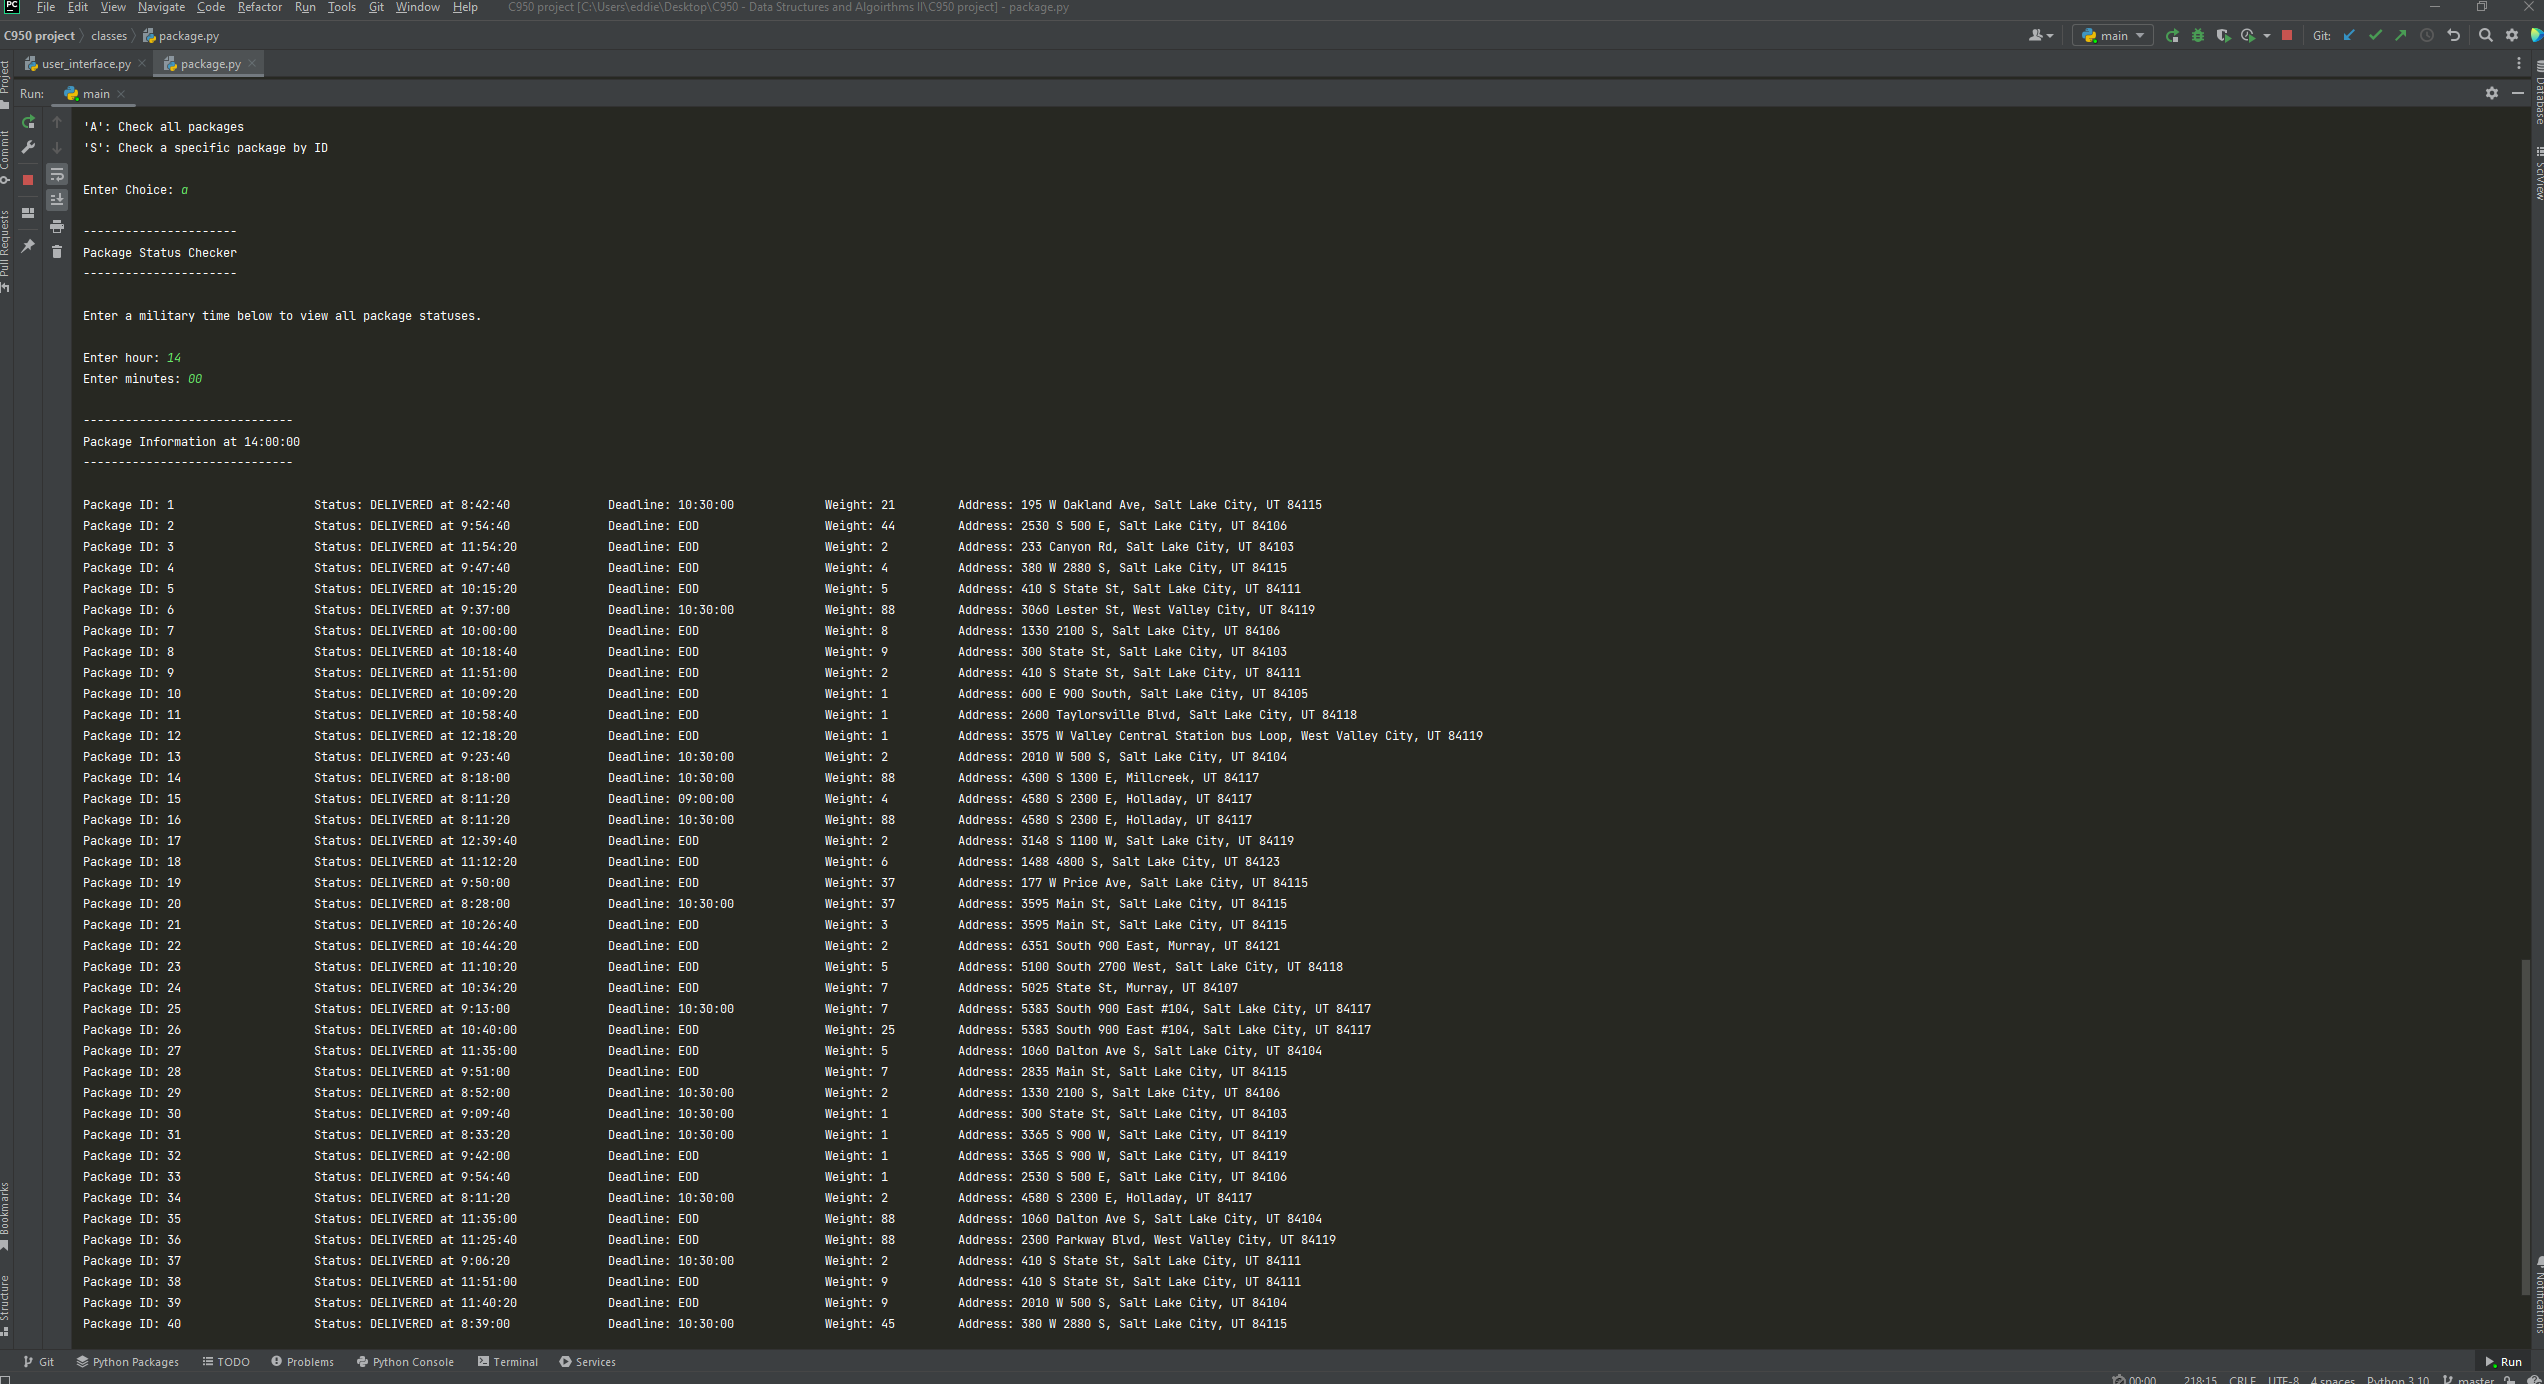 PC File Edit View Navigate Code Refactor Run Tools Git Window Help C950 project [C:\Users\eddie\Desktop\C950 - Data Structures and Algoirthms II\C950 project] - package.py
C950 project classes package.py main Git:
user_interface.py package.py
Run: main
Project
Commit
Pull Requests
Bookmarks
Structure
Database
SciView
Notifications
'A': Check all packages
'S': Check a specific package by ID
Enter Choice: a
----------------------
Package Status Checker
----------------------
Enter a military time below to view all package statuses.
Enter hour: 14
Enter minutes: 00
------------------------------
Package Information at 14:00:00
------------------------------
Package ID: 1 Status: DELIVERED at 8:42:40 Deadline: 10:30:00 Weight: 21 Address: 195 W Oakland Ave, Salt Lake City, UT 84115
Package ID: 2 Status: DELIVERED at 9:54:40 Deadline: EOD Weight: 44 Address: 2530 S 500 E, Salt Lake City, UT 84106
Package ID: 3 Status: DELIVERED at 11:54:20 Deadline: EOD Weight: 2 Address: 233 Canyon Rd, Salt Lake City, UT 84103
Package ID: 4 Status: DELIVERED at 9:47:40 Deadline: EOD Weight: 4 Address: 380 W 2880 S, Salt Lake City, UT 84115
Package ID: 5 Status: DELIVERED at 10:15:20 Deadline: EOD Weight: 5 Address: 410 S State St, Salt Lake City, UT 84111
Package ID: 6 Status: DELIVERED at 9:37:00 Deadline: 10:30:00 Weight: 88 Address: 3060 Lester St, West Valley City, UT 84119
Package ID: 7 Status: DELIVERED at 10:00:00 Deadline: EOD Weight: 8 Address: 1330 2100 S, Salt Lake City, UT 84106
Package ID: 8 Status: DELIVERED at 10:18:40 Deadline: EOD Weight: 9 Address: 300 State St, Salt Lake City, UT 84103
Package ID: 9 Status: DELIVERED at 11:51:00 Deadline: EOD Weight: 2 Address: 410 S State St, Salt Lake City, UT 84111
Package ID: 10 Status: DELIVERED at 10:09:20 Deadline: EOD Weight: 1 Address: 600 E 900 South, Salt Lake City, UT 84105
Package ID: 11 Status: DELIVERED at 10:58:40 Deadline: EOD Weight: 1 Address: 2600 Taylorsville Blvd, Salt Lake City, UT 84118
Package ID: 12 Status: DELIVERED at 12:18:20 Deadline: EOD Weight: 1 Address: 3575 W Valley Central Station bus Loop, West Valley City, UT 84119
Package ID: 13 Status: DELIVERED at 9:23:40 Deadline: 10:30:00 Weight: 2 Address: 2010 W 500 S, Salt Lake City, UT 84104
Package ID: 14 Status: DELIVERED at 8:18:00 Deadline: 10:30:00 Weight: 88 Address: 4300 S 1300 E, Millcreek, UT 84117
Package ID: 15 Status: DELIVERED at 8:11:20 Deadline: 09:00:00 Weight: 4 Address: 4580 S 2300 E, Holladay, UT 84117
Package ID: 16 Status: DELIVERED at 8:11:20 Deadline: 10:30:00 Weight: 88 Address: 4580 S 2300 E, Holladay, UT 84117
Package ID: 17 Status: DELIVERED at 12:39:40 Deadline: EOD Weight: 2 Address: 3148 S 1100 W, Salt Lake City, UT 84119
Package ID: 18 Status: DELIVERED at 11:12:20 Deadline: EOD Weight: 6 Address: 1488 4800 S, Salt Lake City, UT 84123
Package ID: 19 Status: DELIVERED at 9:50:00 Deadline: EOD Weight: 37 Address: 177 W Price Ave, Salt Lake City, UT 84115
Package ID: 20 Status: DELIVERED at 8:28:00 Deadline: 10:30:00 Weight: 37 Address: 3595 Main St, Salt Lake City, UT 84115
Package ID: 21 Status: DELIVERED at 10:26:40 Deadline: EOD Weight: 3 Address: 3595 Main St, Salt Lake City, UT 84115
Package ID: 22 Status: DELIVERED at 10:44:20 Deadline: EOD Weight: 2 Address: 6351 South 900 East, Murray, UT 84121
Package ID: 23 Status: DELIVERED at 11:10:20 Deadline: EOD Weight: 5 Address: 5100 South 2700 West, Salt Lake City, UT 84118
Package ID: 24 Status: DELIVERED at 10:34:20 Deadline: EOD Weight: 7 Address: 5025 State St, Murray, UT 84107
Package ID: 25 Status: DELIVERED at 9:13:00 Deadline: 10:30:00 Weight: 7 Address: 5383 South 900 East #104, Salt Lake City, UT 84117
Package ID: 26 Status: DELIVERED at 10:40:00 Deadline: EOD Weight: 25 Address: 5383 South 900 East #104, Salt Lake City, UT 84117
Package ID: 27 Status: DELIVERED at 11:35:00 Deadline: EOD Weight: 5 Address: 1060 Dalton Ave S, Salt Lake City, UT 84104
Package ID: 28 Status: DELIVERED at 9:51:00 Deadline: EOD Weight: 7 Address: 2835 Main St, Salt Lake City, UT 84115
Package ID: 29 Status: DELIVERED at 8:52:00 Deadline: 10:30:00 Weight: 2 Address: 1330 2100 S, Salt Lake City, UT 84106
Package ID: 30 Status: DELIVERED at 9:09:40 Deadline: 10:30:00 Weight: 1 Address: 300 State St, Salt Lake City, UT 84103
Package ID: 31 Status: DELIVERED at 8:33:20 Deadline: 10:30:00 Weight: 1 Address: 3365 S 900 W, Salt Lake City, UT 84119
Package ID: 32 Status: DELIVERED at 9:42:00 Deadline: EOD Weight: 1 Address: 3365 S 900 W, Salt Lake City, UT 84119
Package ID: 33 Status: DELIVERED at 9:54:40 Deadline: EOD Weight: 1 Address: 2530 S 500 E, Salt Lake City, UT 84106
Package ID: 34 Status: DELIVERED at 8:11:20 Deadline: 10:30:00 Weight: 2 Address: 4580 S 2300 E, Holladay, UT 84117
Package ID: 35 Status: DELIVERED at 11:35:00 Deadline: EOD Weight: 88 Address: 1060 Dalton Ave S, Salt Lake City, UT 84104
Package ID: 36 Status: DELIVERED at 11:25:40 Deadline: EOD Weight: 88 Address: 2300 Parkway Blvd, West Valley City, UT 84119
Package ID: 37 Status: DELIVERED at 9:06:20 Deadline: 10:30:00 Weight: 2 Address: 410 S State St, Salt Lake City, UT 84111
Package ID: 38 Status: DELIVERED at 11:51:00 Deadline: EOD Weight: 9 Address: 410 S State St, Salt Lake City, UT 84111
Package ID: 39 Status: DELIVERED at 11:40:20 Deadline: EOD Weight: 9 Address: 2010 W 500 S, Salt Lake City, UT 84104
Package ID: 40 Status: DELIVERED at 8:39:00 Deadline: 10:30:00 Weight: 45 Address: 380 W 2880 S, Salt Lake City, UT 84115
Git Python Packages TODO Problems Python Console Terminal Services Run
00:00 218:15 CRLF UTF-8 4 spaces Python 3.10 master